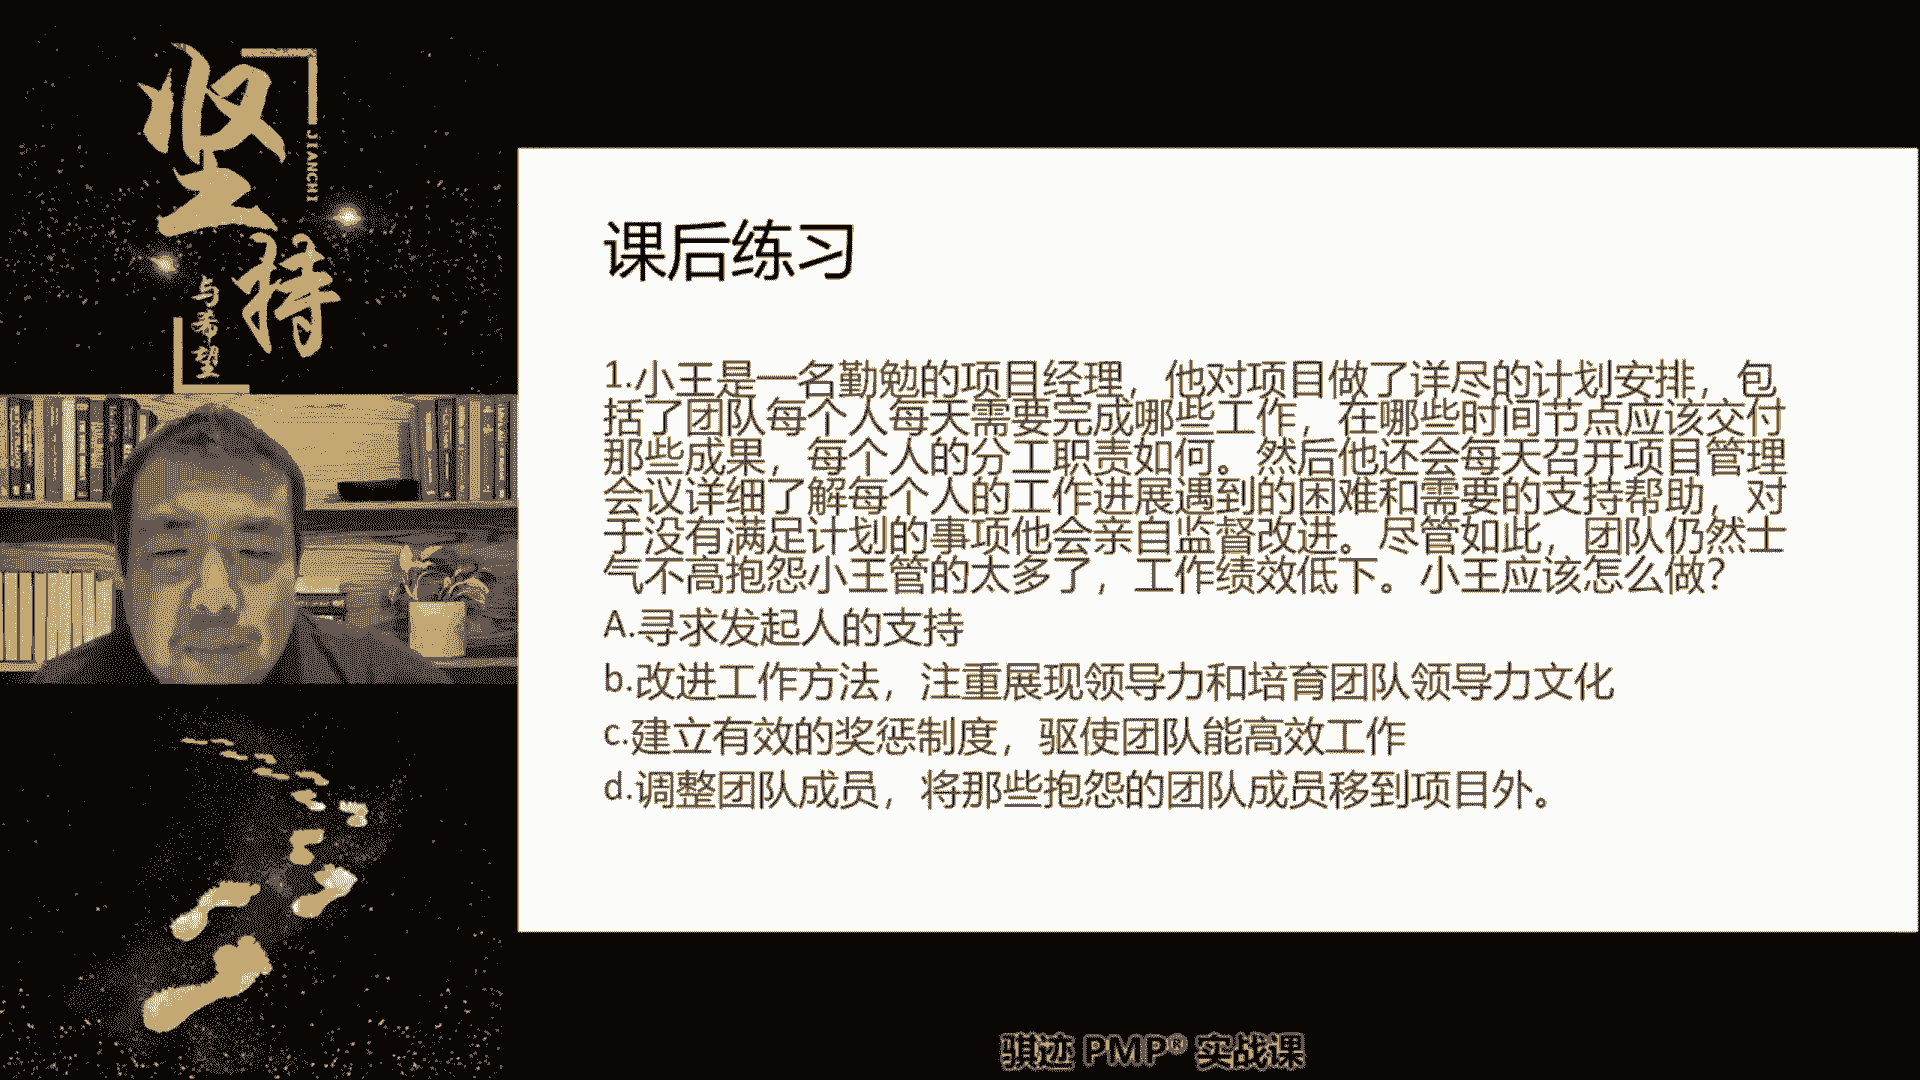 坚持
JIANCHI
与希望
课后练习
1.小王是一名勤勉的项目经理，他对项目做了详尽的计划安排，包
括了团队每个人每天需要完成哪些工作，在哪些时间节点应该交付
那些成果，每个人的分工职责如何。然后他还会每天召开项目管理
会议详细了解每个人的工作进展遇到的困难和需要的支持帮助，对
于没有满足计划的事项他会亲自监督改进。尽管如此，团队仍然士
气不高抱怨小王管的太多了，工作绩效低下。小王应该怎么做？
A.寻求发起人的支持
b.改进工作方法，注重展现领导力和培育团队领导力文化
c.建立有效的奖惩制度，驱使团队能高效工作
d.调整团队成员，将那些抱怨的团队成员移到项目外。
骐迹 PMP® 实战课